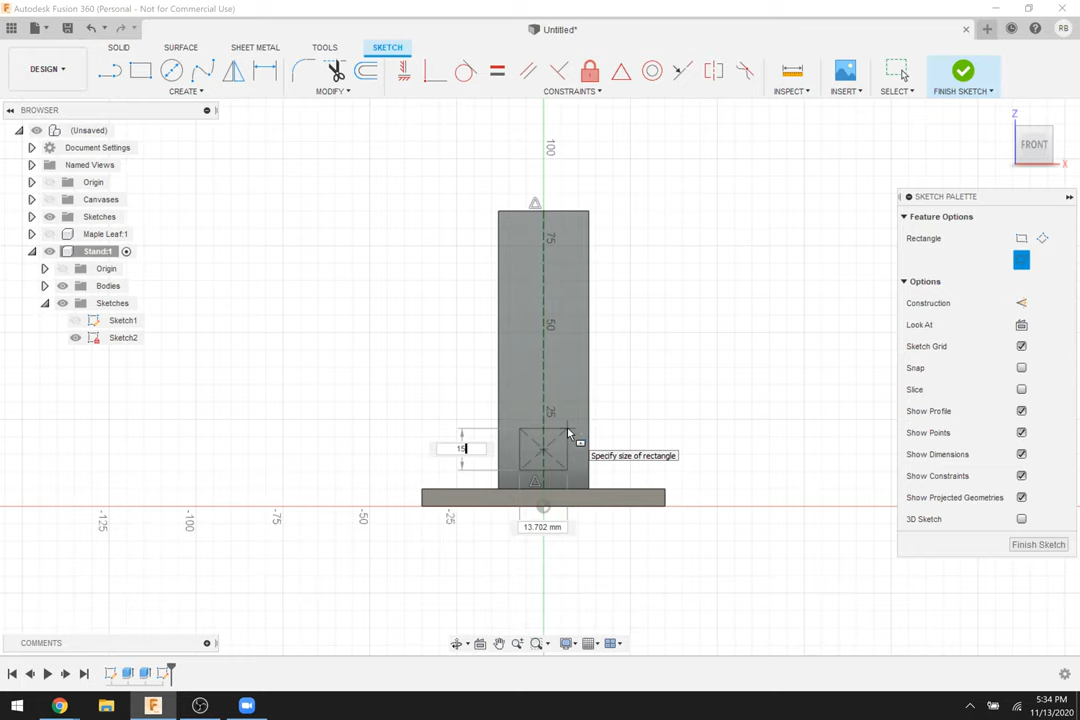 Autodesk Fusion 360 (Personal - Not for Commercial Use)
Untitled*
RB
DESIGN
SOLID SURFACE SHEET METAL TOOLS SKETCH
CREATE MODIFY CONSTRAINTS INSPECT INSERT SELECT FINISH SKETCH
BROWSER
(Unsaved)
Document Settings
Named Views
Origin
Canvases
Sketches
Maple Leaf:1
Stand:1
Origin
Bodies
Sketches
Sketch1
Sketch2
100
75
50
25
-125 -100 -75 -50 -25
15
13.702 mm
Specify size of rectangle
Z
FRONT
X
SKETCH PALETTE
Feature Options
Rectangle
Options
Construction
Look At
Sketch Grid
Snap
Slice
Show Profile
Show Points
Show Dimensions
Show Constraints
Show Projected Geometries
3D Sketch
Finish Sketch
COMMENTS
5:34 PM
11/13/2020